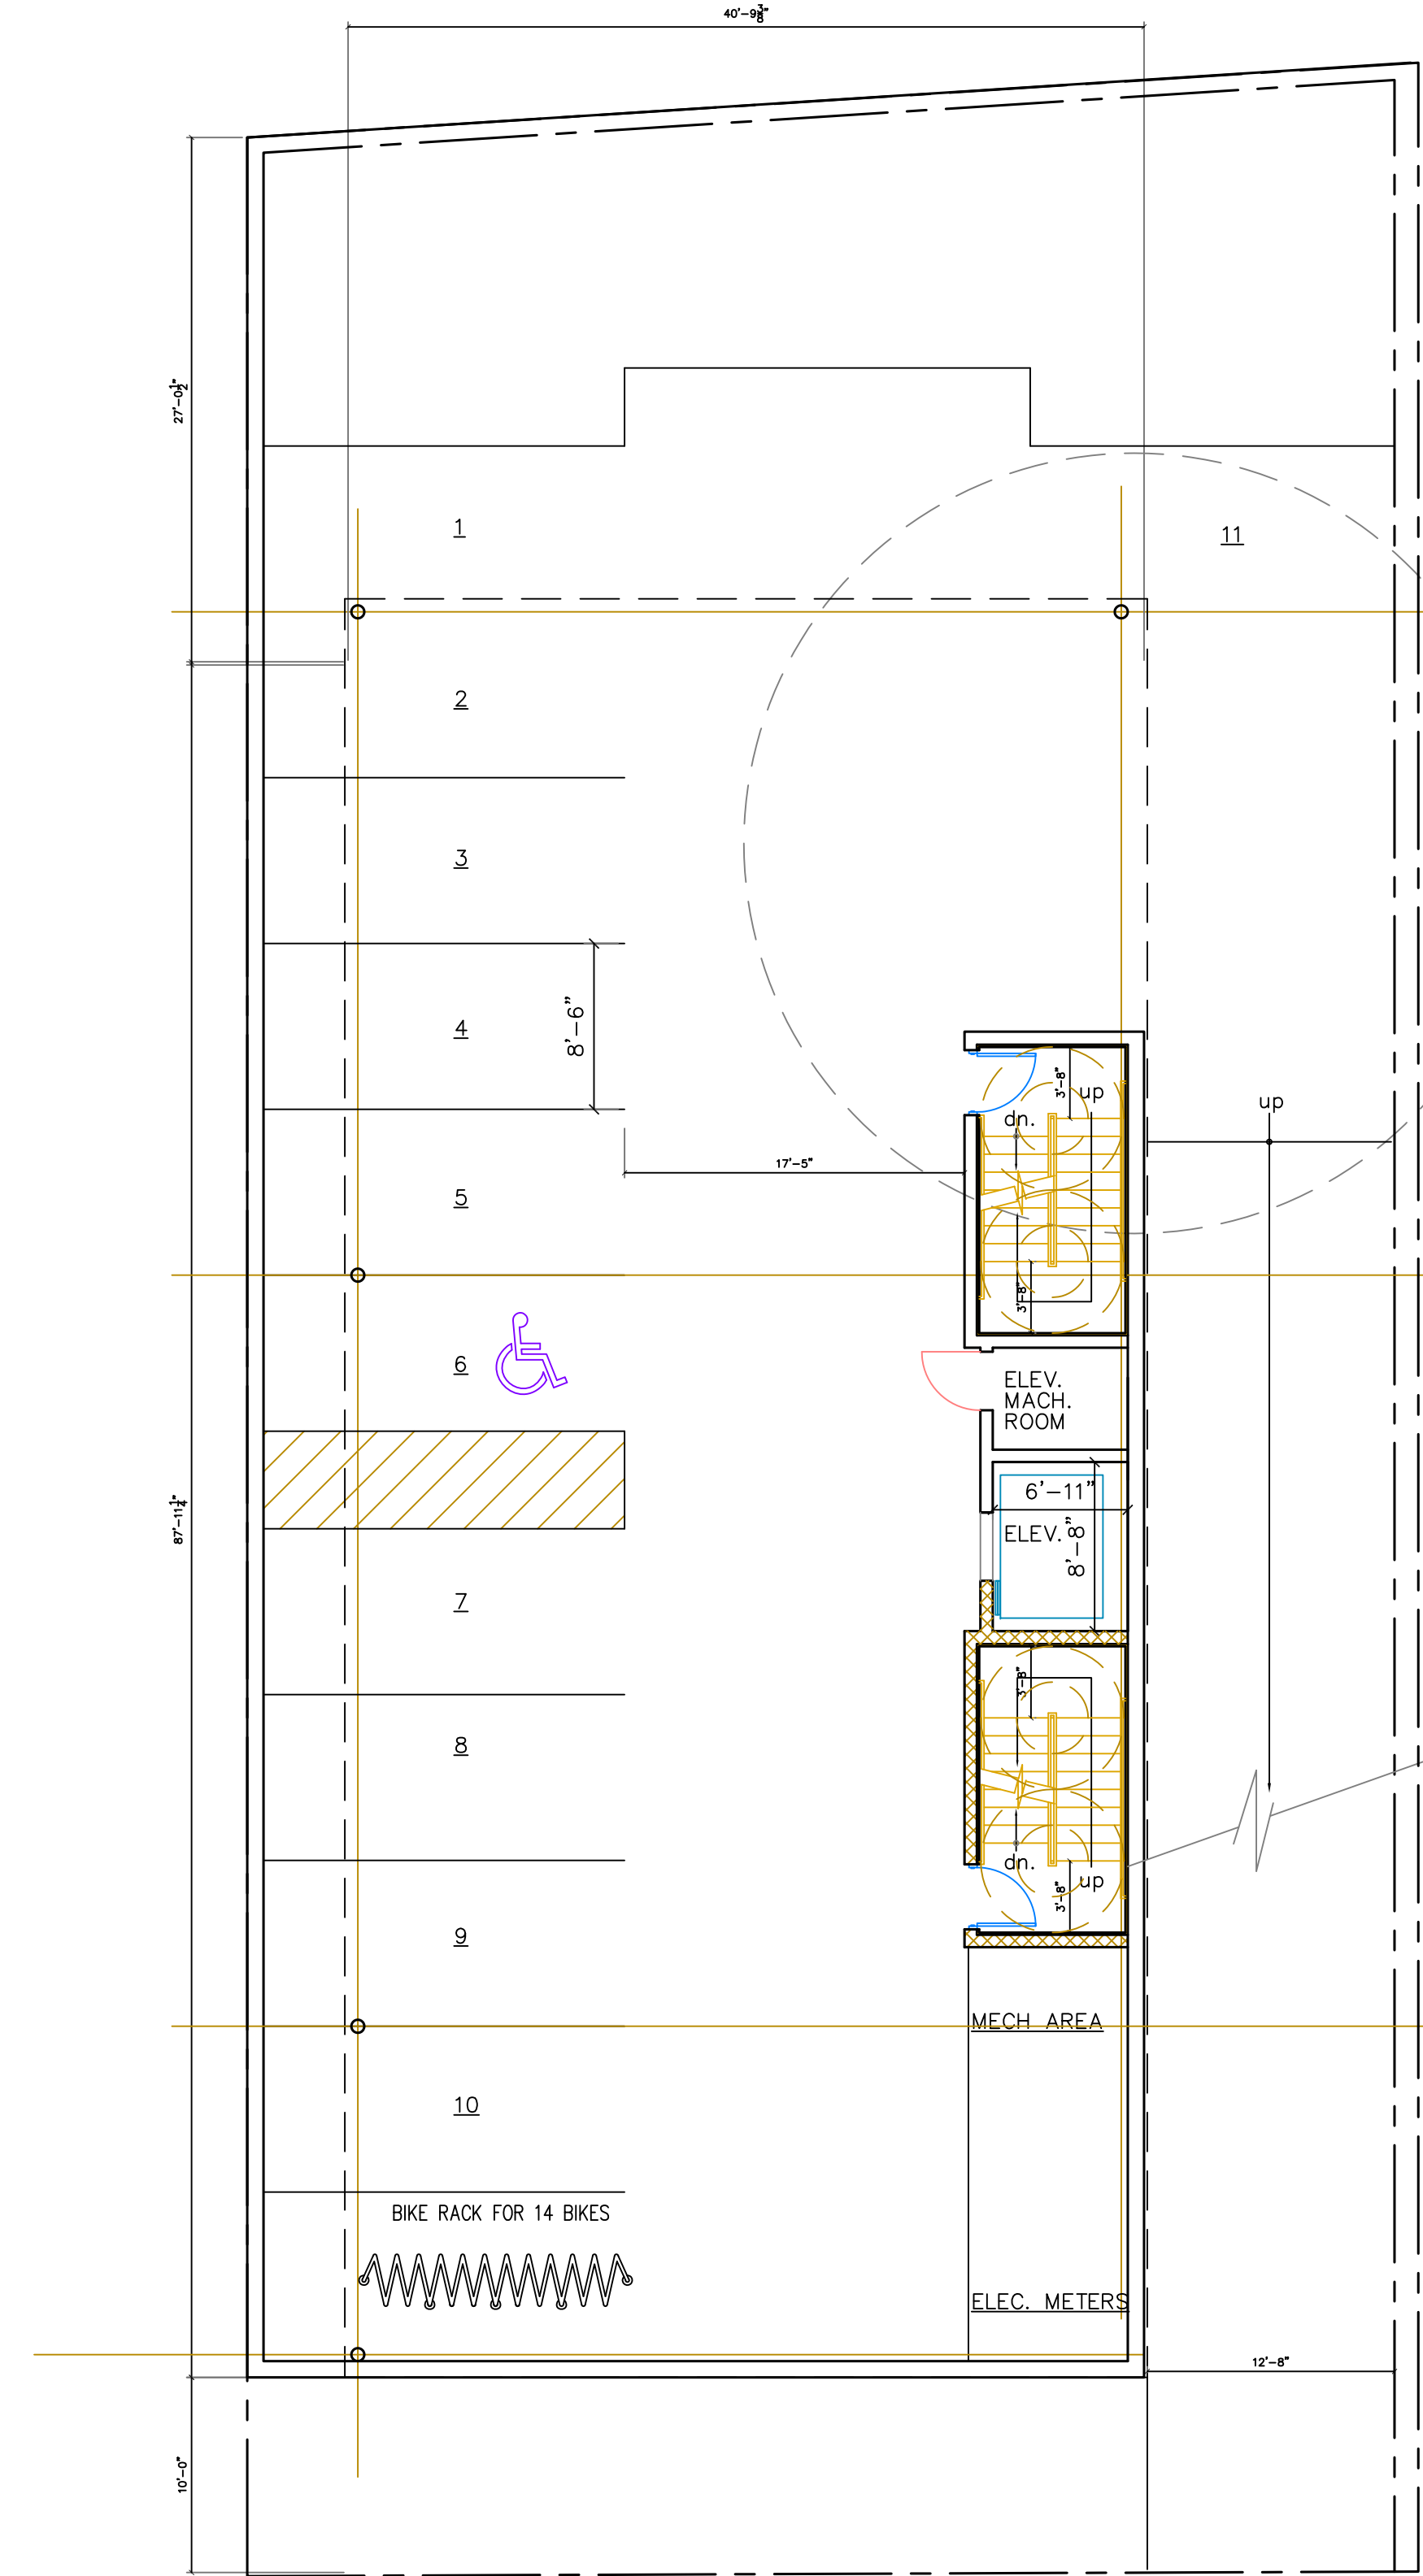 40'-9 3/8"
27'-0 1/2"
1
11
2
3
4
8'-6"
3'-8"
up
dn.
up
17'-5"
5
3'-8"
6
ELEV.
MACH.
ROOM
6'-11"
87'-11 1/4"
ELEV.
8'-8"
7
3'-8"
8
dn.
up
3'-8"
9
MECH AREA
10
BIKE RACK FOR 14 BIKES
ELEC. METERS
12'-8"
10'-0"